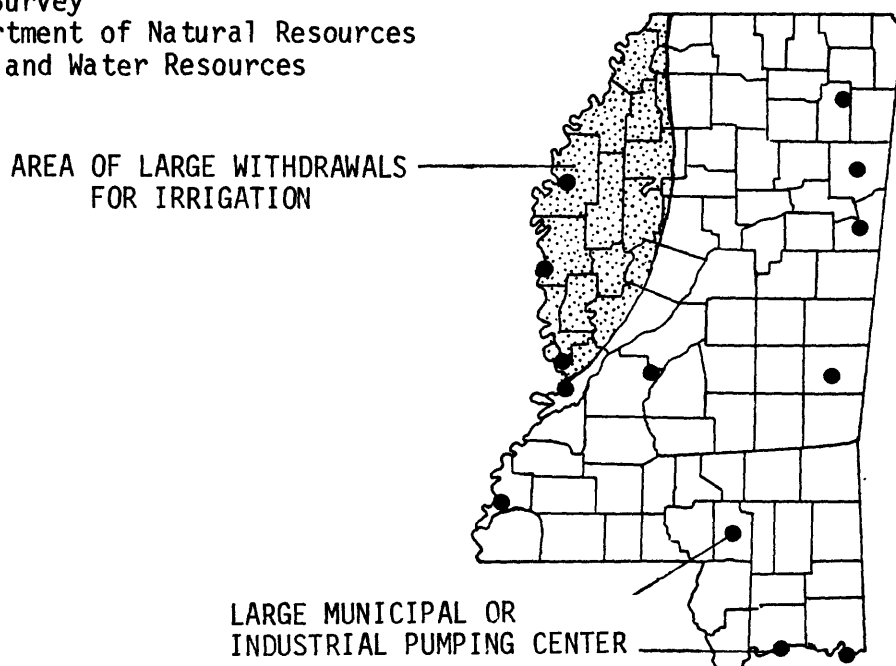 rtment of Natural Resources
and Water Resources
AREA OF LARGE WITHDRAWALS
FOR IRRIGATION
LARGE MUNICIPAL OR
INDUSTRIAL PUMPING CENTER